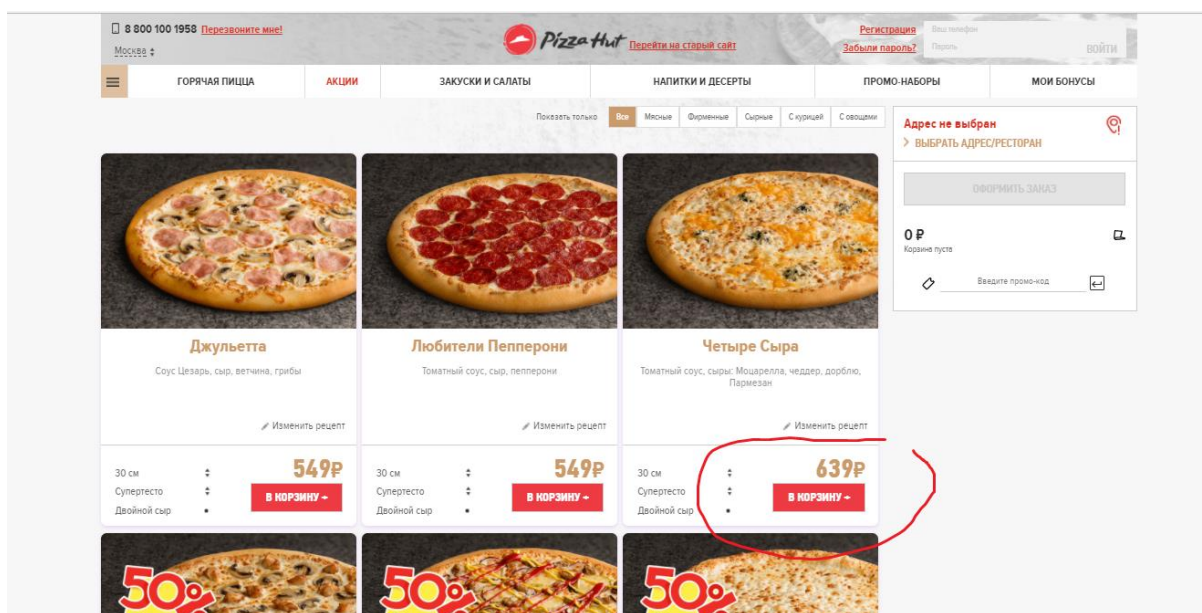 8 800 100 1958 Перезвоните мне!
Москва
Pizza Hut
Перейти на старый сайт
Регистрация
Ваш телефон
Забыли пароль?
Пароль
ВОЙТИ
ГОРЯЧАЯ ПИЦЦА
АКЦИИ
ЗАКУСКИ И САЛАТЫ
НАПИТКИ И ДЕСЕРТЫ
ПРОМО-НАБОРЫ
МОИ БОНУСЫ
Показать только
Все
Мясные
Фирменные
Сырные
С курицей
С овощами
Адрес не выбран
> ВЫБРАТЬ АДРЕС/РЕСТОРАН
ОФОРМИТЬ ЗАКАЗ
0 ₽
Корзина пуста
Введите промо-код
Джульетта
Соус Цезарь, сыр, ветчина, грибы
Изменить рецепт
30 см
549₽
Супертесто
В КОРЗИНУ
Двойной сыр
Любители Пепперони
Томатный соус, сыр, пепперони
Изменить рецепт
30 см
549₽
Супертесто
В КОРЗИНУ
Двойной сыр
Четыре Сыра
Томатный соус, сыры: Моцарелла, чеддер, дорблю,
Пармезан
Изменить рецепт
30 см
639₽
Супертесто
В КОРЗИНУ
Двойной сыр
50%
50%
50%